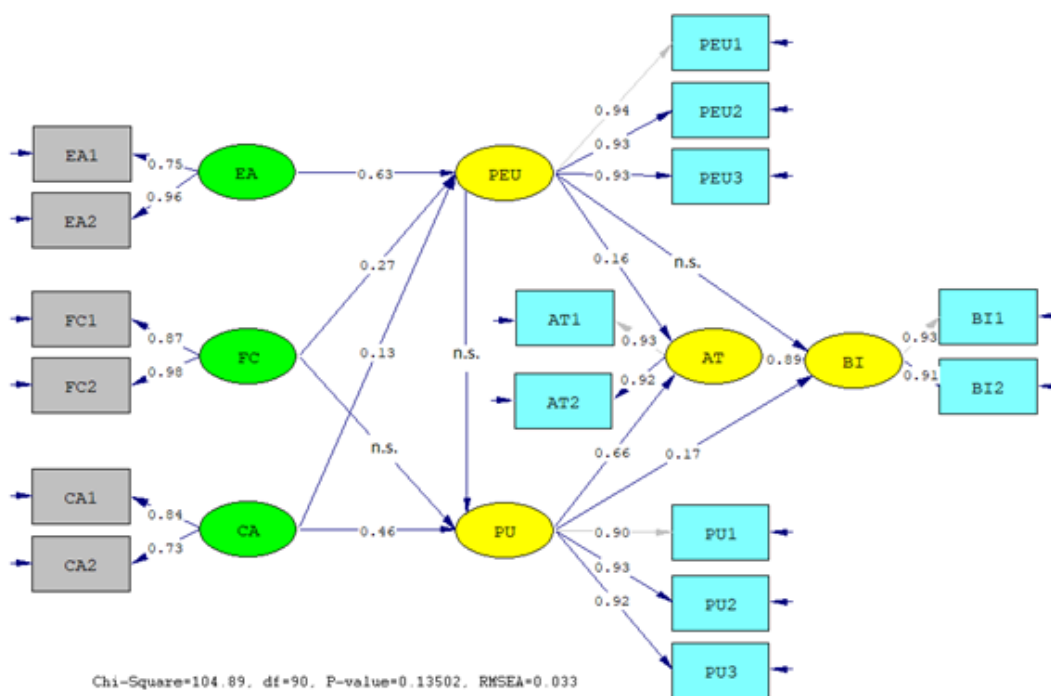 PEU1
0.94
PEU2
0.93
PEU3
0.93
EA1
0.75
EA2
0.96
EA
0.63
PEU
0.27
0.16
n.s.
FC1
0.87
FC2
0.98
FC
0.13
n.s.
n.s.
AT1
0.93
AT2
0.92
AT
0.89
BI
0.93
BI1
0.91
BI2
0.66
0.17
CA1
0.84
CA2
0.73
CA
0.46
PU
0.90
PU1
0.93
PU2
0.92
PU3
Chi-Square=104.89, df=90, P-value=0.13502, RMSEA=0.033